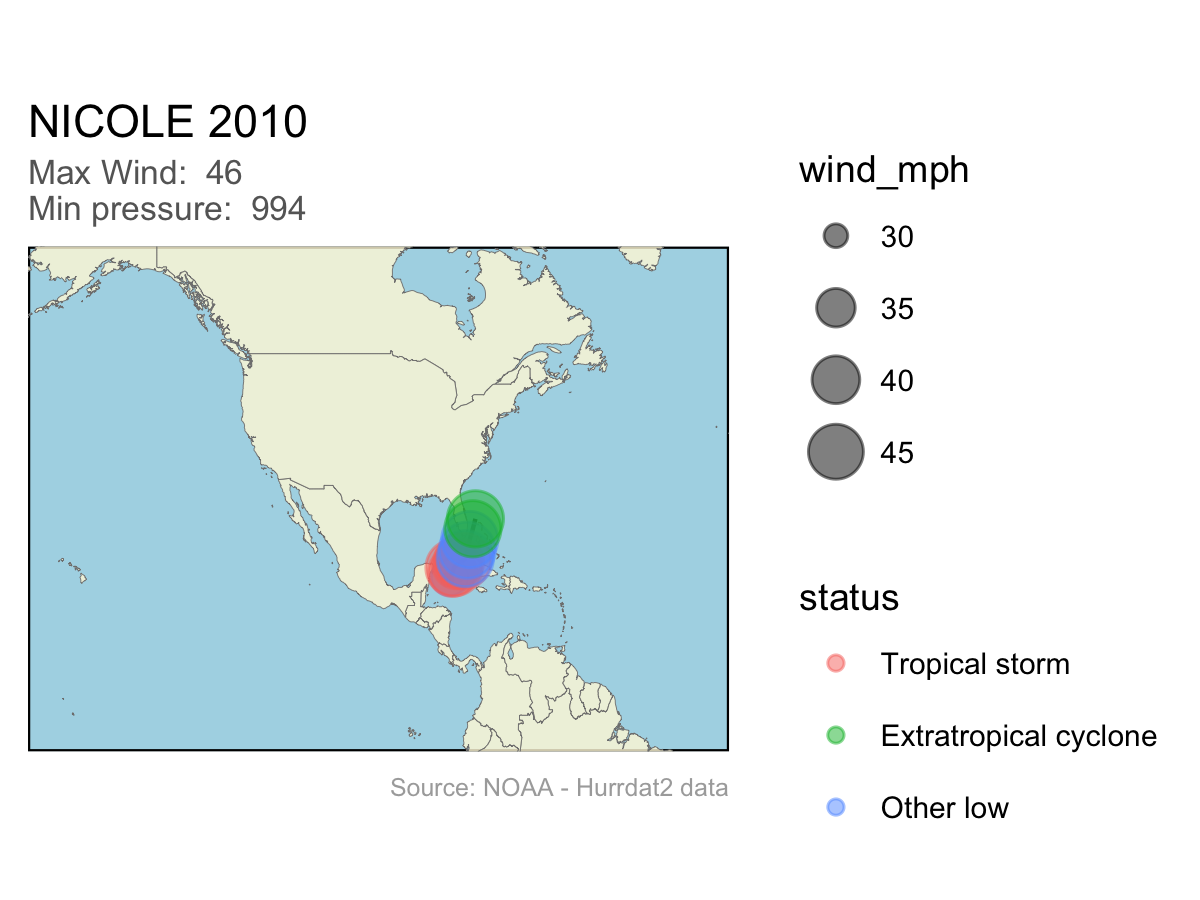 NICOLE 2010
Max Wind:  46
Min pressure:  994
wind_mph
30
35
40
45
status
Tropical storm
Extratropical cyclone
Other low
Source: NOAA - Hurrdat2 data